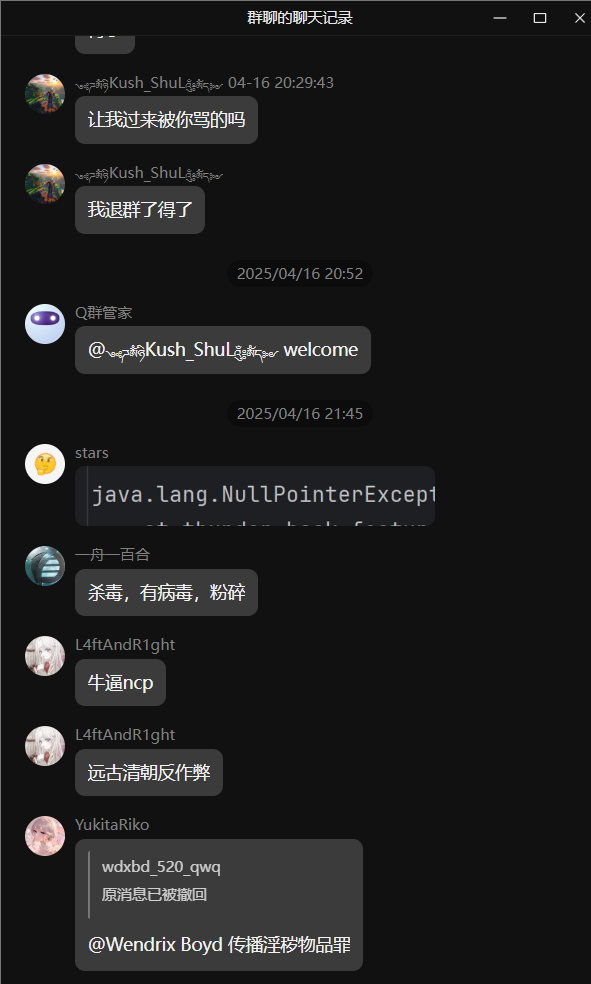 群聊的聊天记录
Kush_ShuL 04-16 20:29:43
让我过来被你骂的吗
Kush_ShuL
我退群了得了
2025/04/16 20:52
Q群管家
@Kush_ShuL welcome
2025/04/16 21:45
stars
java.lang.NullPointerExcept
一舟一百合
杀毒，有病毒，粉碎
L4ftAndR1ght
牛逼ncp
L4ftAndR1ght
远古清朝反作弊
YukitaRiko
wdxbd_520_qwq
原消息已被撤回
@Wendrix Boyd 传播淫秽物品罪